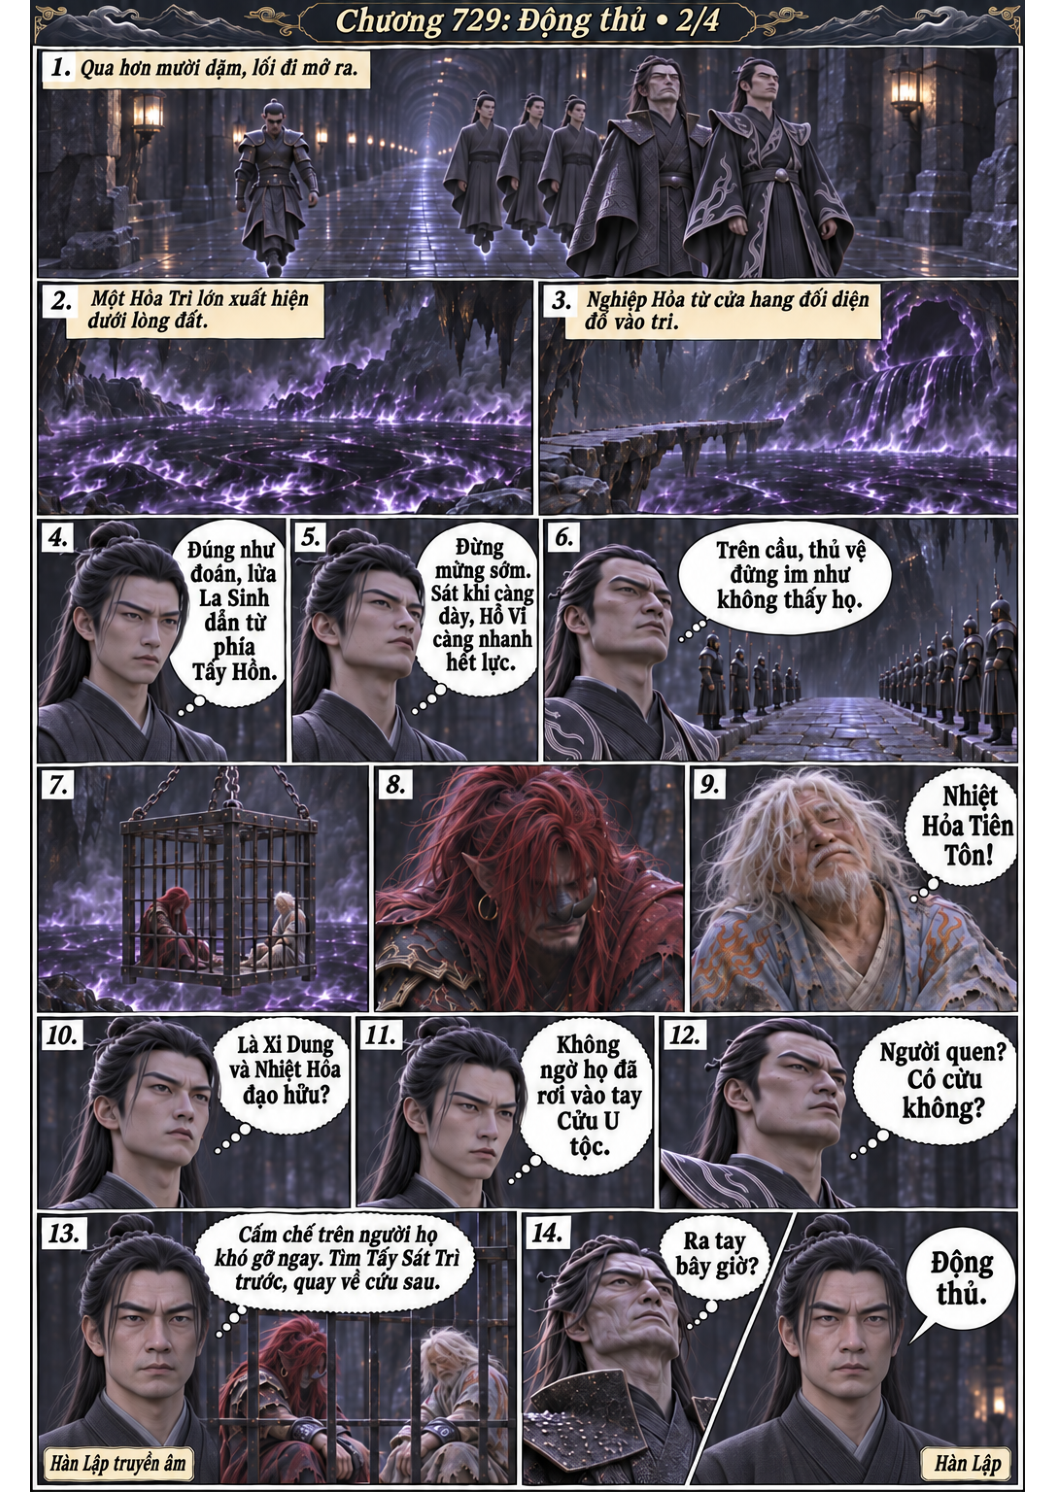 Chương 729: Động thủ • 2/4
1. Qua hơn mười dặm, lối đi mở ra.
2. Một Hỏa Trì lớn xuất hiện
dưới lòng đất.
3. Nghiệp Hỏa từ cửa hang đối diện
đổ vào trì.
4.
Đúng như
đoán, lửa
La Sinh
dẫn từ
phía
Tẩy Hồn.
5.
Đừng
mừng sớm.
Sát khí càng
dày, Hồ Vi
càng nhanh
hết lực.
6.
Trên cầu, thủ vệ
đứng im như
không thấy họ.
7.
8.
9.
Nhiệt
Hỏa Tiên
Tôn!
10.
Là Xi Dung
và Nhiệt Hỏa
đạo hữu?
11.
Không
ngờ họ đã
rơi vào tay
Cửu U
tộc.
12.
Người quen?
Có cứu
không?
13.
Cấm chế trên người họ
khó gỡ ngay. Tìm Tẩy Sát Trì
trước, quay về cứu sau.
Hàn Lập truyền âm
14.
Ra tay
bây giờ?
Động
thủ.
Hàn Lập